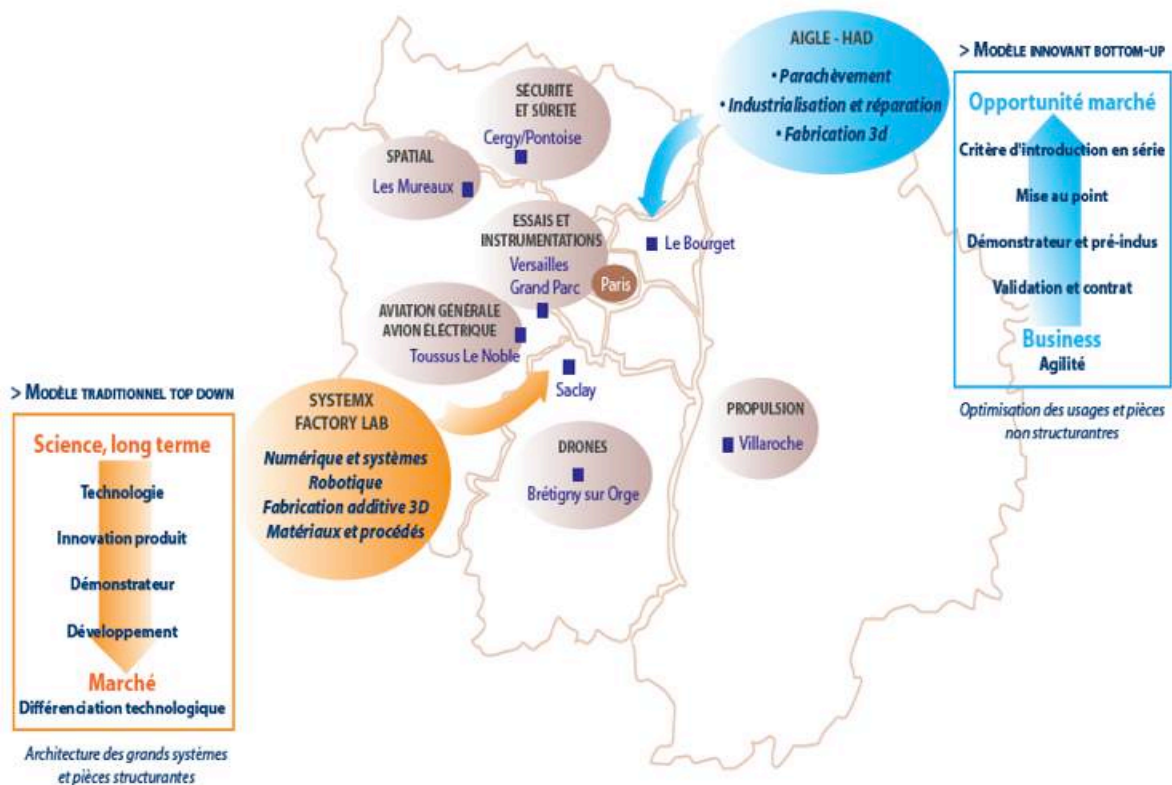 AIGLE - HAD
• Parachèvement
• Industrialisation et réparation
• Fabrication 3d
> MODÈLE INNOVANT BOTTOM-UP
Opportunité marché
Critère d'introduction en série
Mise au point
Démonstrateur et pré-indus
Validation et contrat
Business
Agilité
Optimisation des usages et pièces
non structurantes
SÉCURITE
ET SÛRETÉ
Cergy/Pontoise
SPATIAL
Les Mureaux
ESSAIS ET
INSTRUMENTATIONS
Versailles
Grand Parc
Paris
Le Bourget
AVIATION GÉNÉRALE
AVION ÉLECTRIQUE
Toussus Le Noble
Saclay
PROPULSION
Villaroche
DRONES
Brétigny sur Orge
SYSTEMX
FACTORY LAB
Numérique et systèmes
Robotique
Fabrication additive 3D
Matériaux et procédés
> MODÈLE TRADITIONNEL TOP DOWN
Science, long terme
Technologie
Innovation produit
Démonstrateur
Développement
Marché
Différenciation technologique
Architecture des grands systèmes
et pièces structurantes